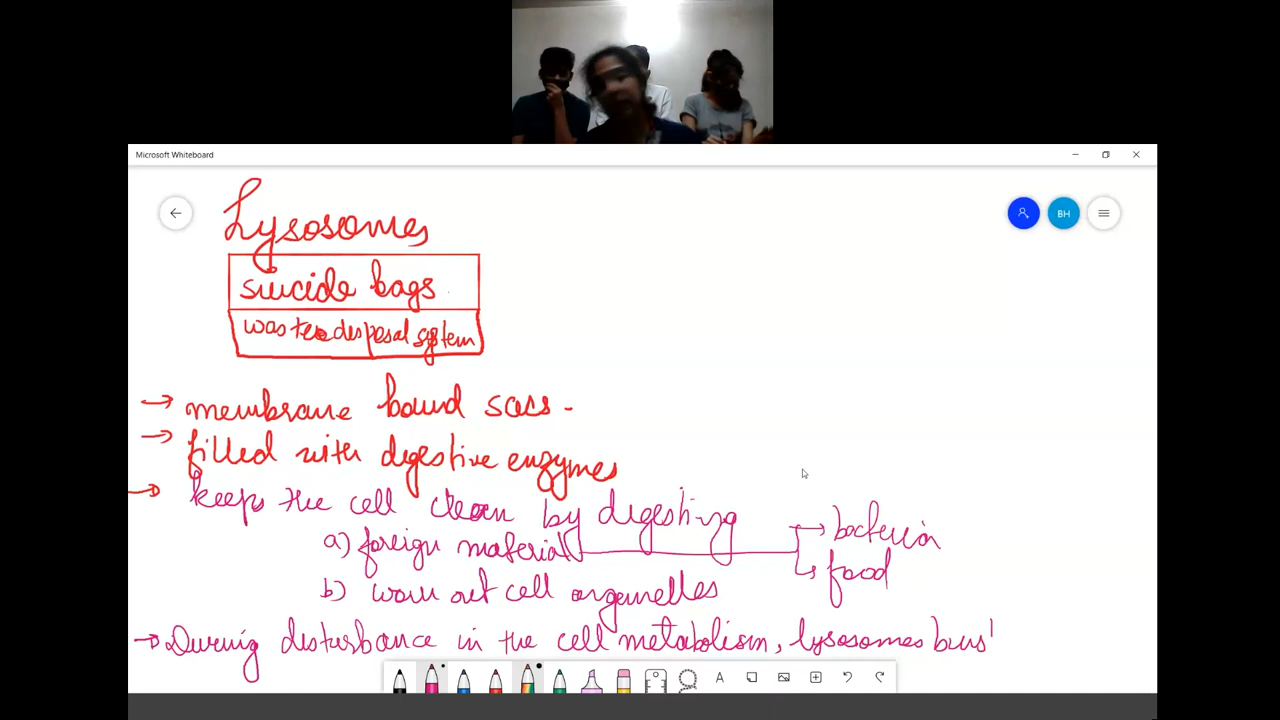 Microsoft Whiteboard
BH
Lysosomes
suicide bags
waste disposal system
→ membrane bound sacs.
→ filled with digestive enzymes
→ keeps the cell clean by digesting
a) foreign material → bacteria
→ food
b) worn out cell organelles
→ During disturbance in the cell metabolism, lysosomes burst
A